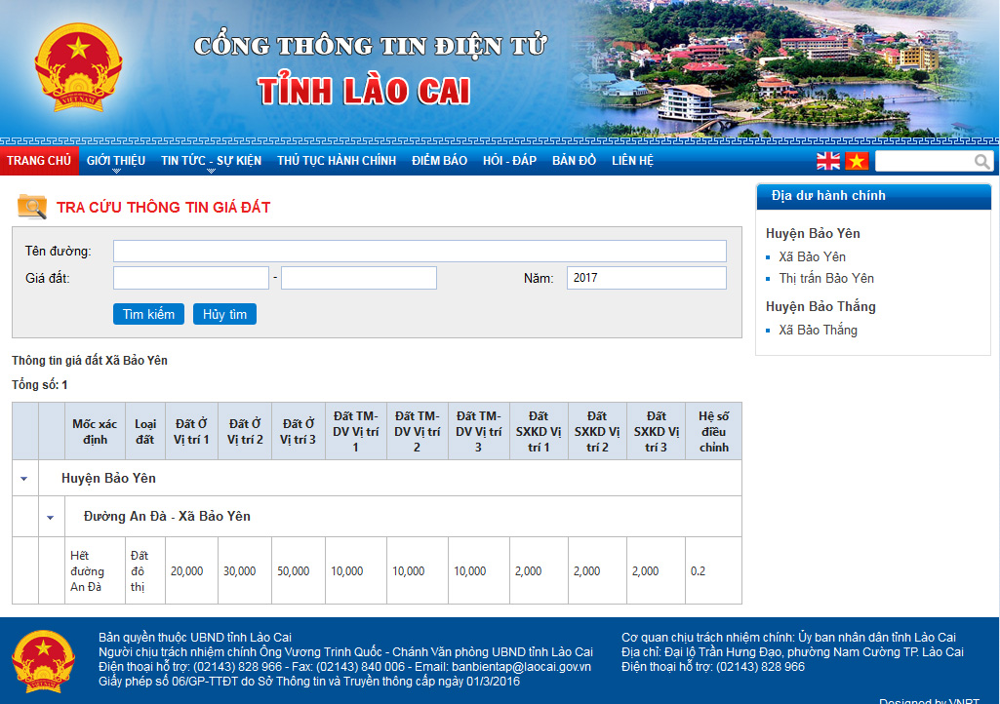 CỔNG THÔNG TIN ĐIỆN TỬ
TỈNH LÀO CAI
VIỆT NAM
TRANG CHỦ GIỚI THIỆU TIN TỨC - SỰ KIỆN THỦ TỤC HÀNH CHÍNH ĐIỂM BÁO HỎI - ĐÁP BẢN ĐỒ LIÊN HỆ
TRA CỨU THÔNG TIN GIÁ ĐẤT
Tên đường:
Giá đất: - Năm: 2017
Tìm kiếm Hủy tìm
Địa dư hành chính
Huyện Bảo Yên
Xã Bảo Yên
Thị trấn Bảo Yên
Huyện Bảo Thắng
Xã Bảo Thắng
Thông tin giá đất Xã Bảo Yên
Tổng số: 1
Mốc xác định Loại đất Đất Ở Vị trí 1 Đất Ở Vị trí 2 Đất Ở Vị trí 3 Đất TM-DV Vị trí 1 Đất TM-DV Vị trí 2 Đất TM-DV Vị trí 3 Đất SXKD Vị trí 1 Đất SXKD Vị trí 2 Đất SXKD Vị trí 3 Hệ số điều chỉnh
Huyện Bảo Yên
Đường An Đà - Xã Bảo Yên
Hết đường An Đà Đất đô thị 20,000 30,000 50,000 10,000 10,000 10,000 2,000 2,000 2,000 0.2
Bản quyền thuộc UBND tỉnh Lào Cai
Người chịu trách nhiệm chính Ông Vương Trinh Quốc - Chánh Văn phòng UBND tỉnh Lào Cai
Điện thoại hỗ trợ: (02143) 828 966 - Fax: (02143) 840 006 - Email: banbientap@laocai.gov.vn
Giấy phép số 06/GP-TTĐT do Sở Thông tin và Truyền thông cấp ngày 01/3/2016
Cơ quan chịu trách nhiệm chính: Ủy ban nhân dân tỉnh Lào Cai
Địa chỉ: Đại lộ Trần Hưng Đạo, phường Nam Cường TP. Lào Cai
Điện thoại hỗ trợ: (02143) 828 966
Designed by VNPT